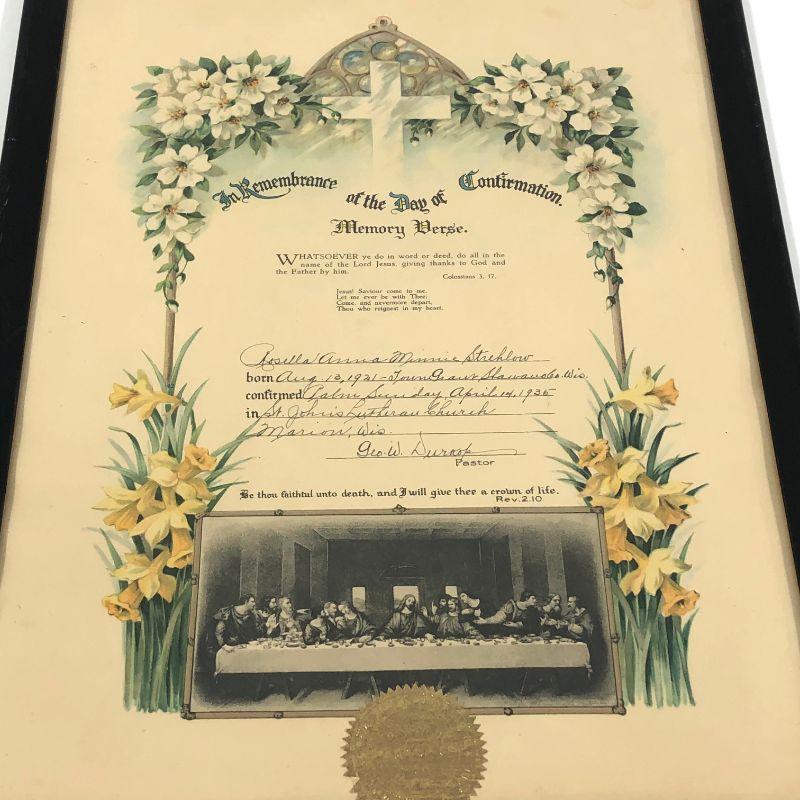 In Remembrance of the Day of Confirmation.
Memory Verse.
WHATSOEVER ye do in word or deed, do all in the
name of the Lord Jesus, giving thanks to God and
the Father by him.
Colossians 3, 17.
Jesus! Saviour come to me,
Let me ever be with Thee;
Come, and nevermore depart,
Thou who reignest in my heart.
Rosella Anna Minnie Strehlow
born Aug. 13, 1921 - Town Grant Shawano Co. Wis.
confirmed Palm Sunday, April 14, 1935
in St. John's Lutheran Church
Marion, Wis.
Geo. W.
Pastor
Be thou faithful unto death, and I will give thee a crown of life.
Rev. 2.10